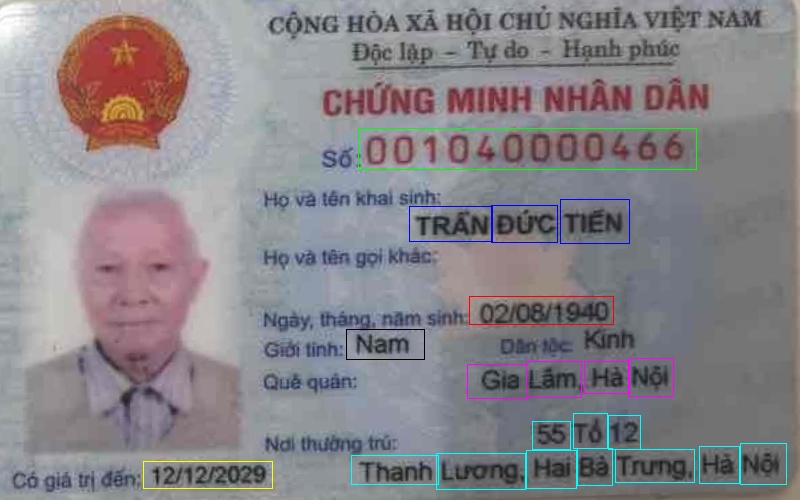 CỘNG HÒA XÃ HỘI CHỦ NGHĨA VIỆT NAM
Độc lập - Tự do - Hạnh phúc
CHỨNG MINH NHÂN DÂN
Số: 001040000466
Họ và tên khai sinh:
TRẦN ĐỨC TIẾN
Họ và tên gọi khác:
Ngày, tháng, năm sinh: 02/08/1940
Giới tính: Nam Dân tộc: Kinh
Quê quán: Gia Lâm, Hà Nội
Nơi thường trú: 55 Tổ 12
Có giá trị đến: 12/12/2029 Thanh Lương, Hai Bà Trưng, Hà Nội